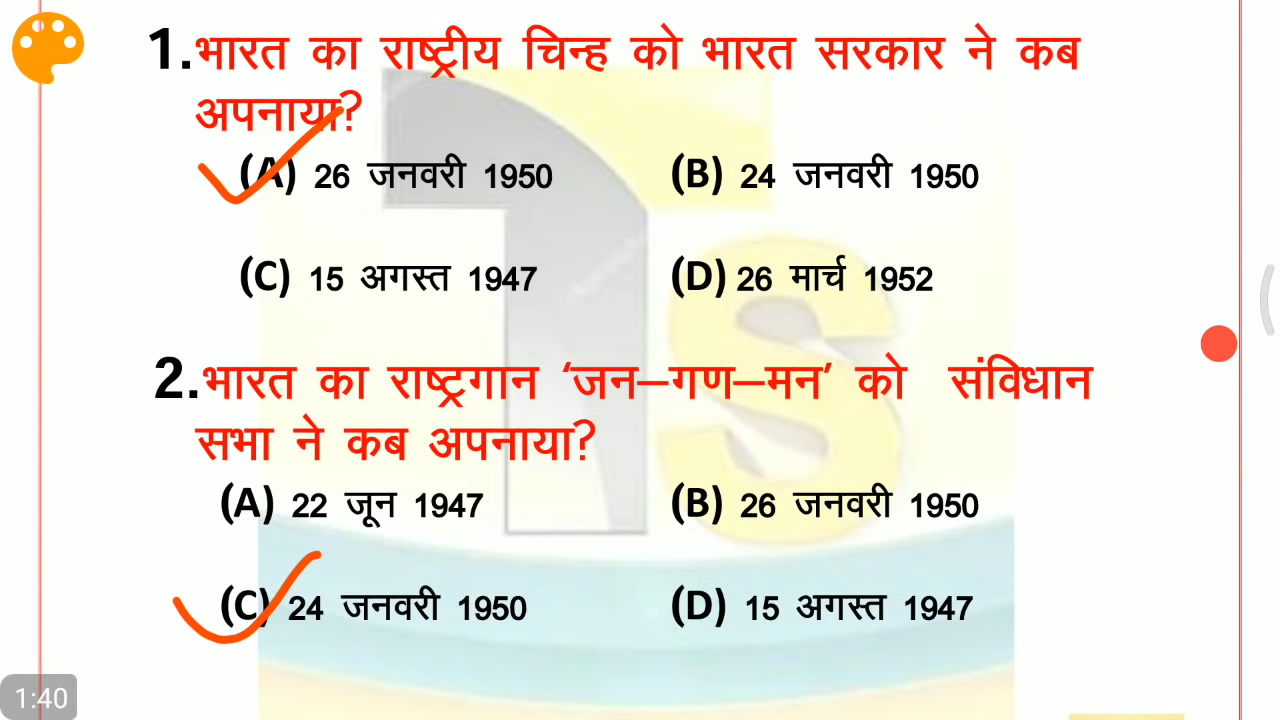 1.भारत का राष्ट्रीय चिन्ह को भारत सरकार ने कब
अपनाया?
(A) 26 जनवरी 1950 (B) 24 जनवरी 1950
(C) 15 अगस्त 1947 (D) 26 मार्च 1952
2.भारत का राष्ट्रगान ‘जन–गण–मन’ को संविधान
सभा ने कब अपनाया?
(A) 22 जून 1947 (B) 26 जनवरी 1950
(C) 24 जनवरी 1950 (D) 15 अगस्त 1947
1:40